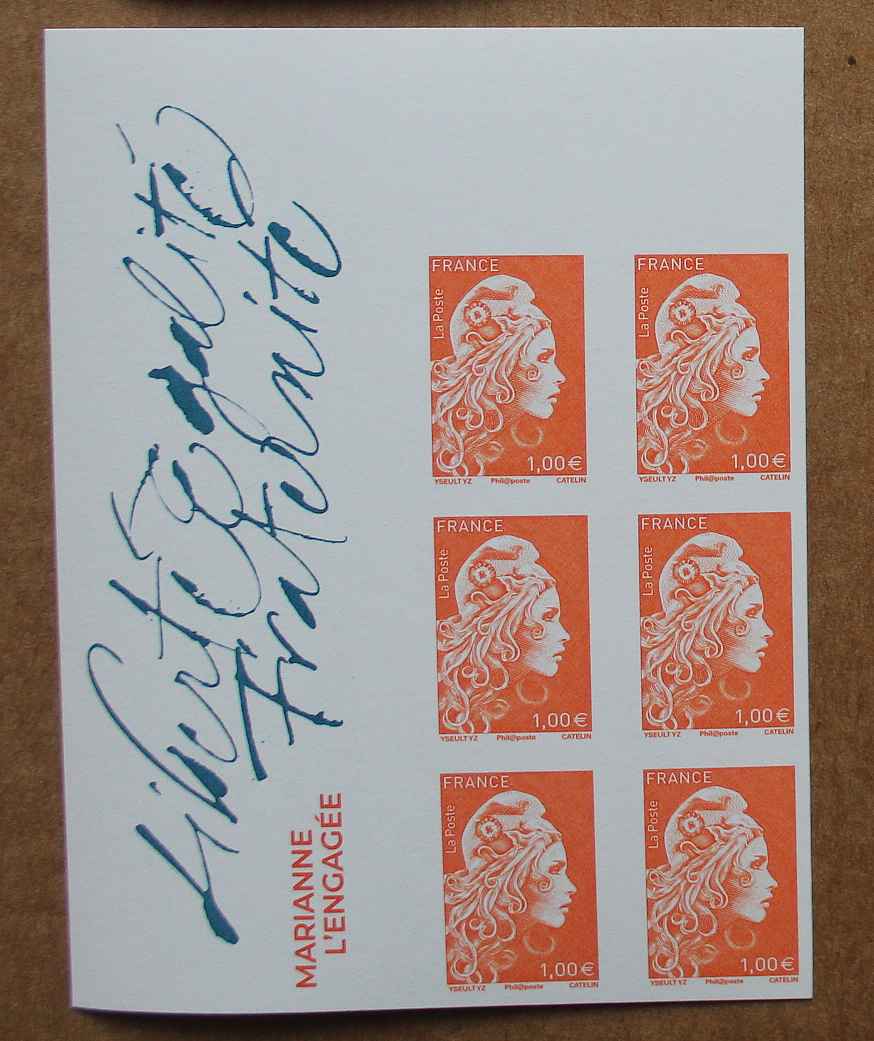 Liberté Egalité
Fraternité
MARIANNE
L'ENGAGÉE
FRANCE
La Poste
1,00 €
YSEULT YZ Phil@poste CATELIN
FRANCE
La Poste
1,00 €
YSEULT YZ Phil@poste CATELIN
FRANCE
La Poste
1,00 €
YSEULT YZ Phil@poste CATELIN
FRANCE
La Poste
1,00 €
YSEULT YZ Phil@poste CATELIN
FRANCE
La Poste
1,00 €
YSEULT YZ Phil@poste CATELIN
FRANCE
La Poste
1,00 €
YSEULT YZ Phil@poste CATELIN